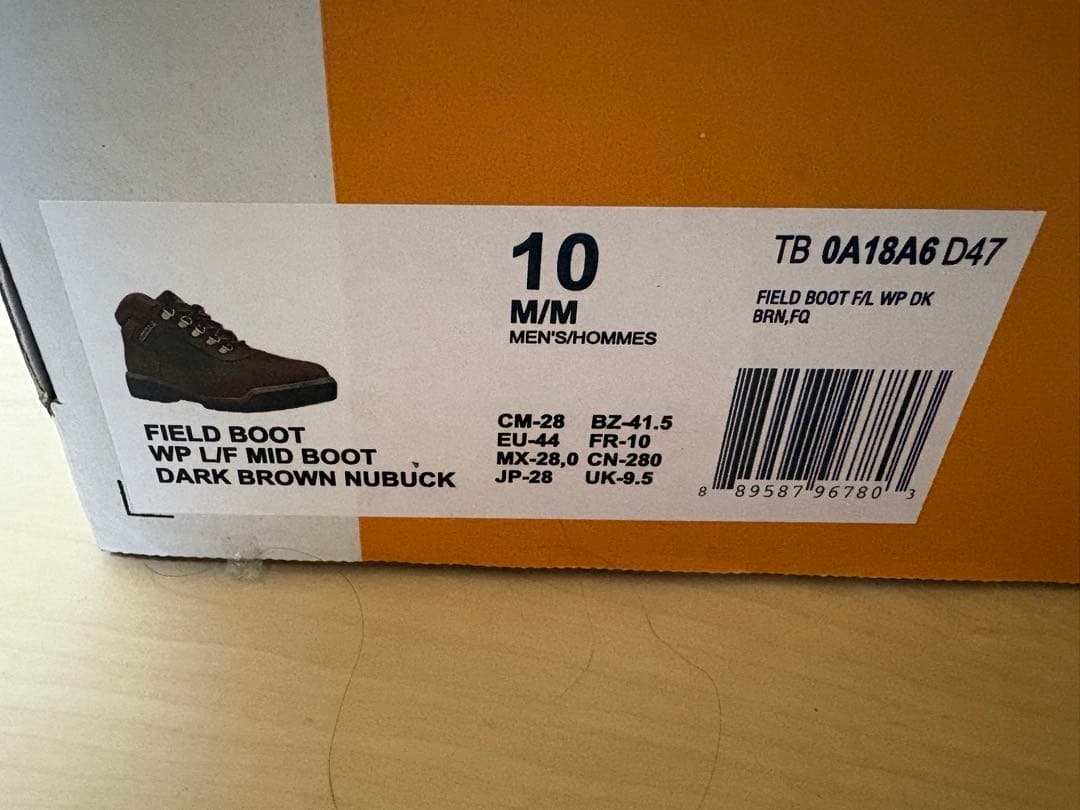 10
M/M
MEN'S/HOMMES
TB 0A18A6 D47
FIELD BOOT F/L WP DK
BRN,FQ
FIELD BOOT
WP L/F MID BOOT
DARK BROWN NUBUCK
CM-28 BZ-41.5
EU-44 FR-10
MX-28,0 CN-280
JP-28 UK-9.5
8 89587 96780 3